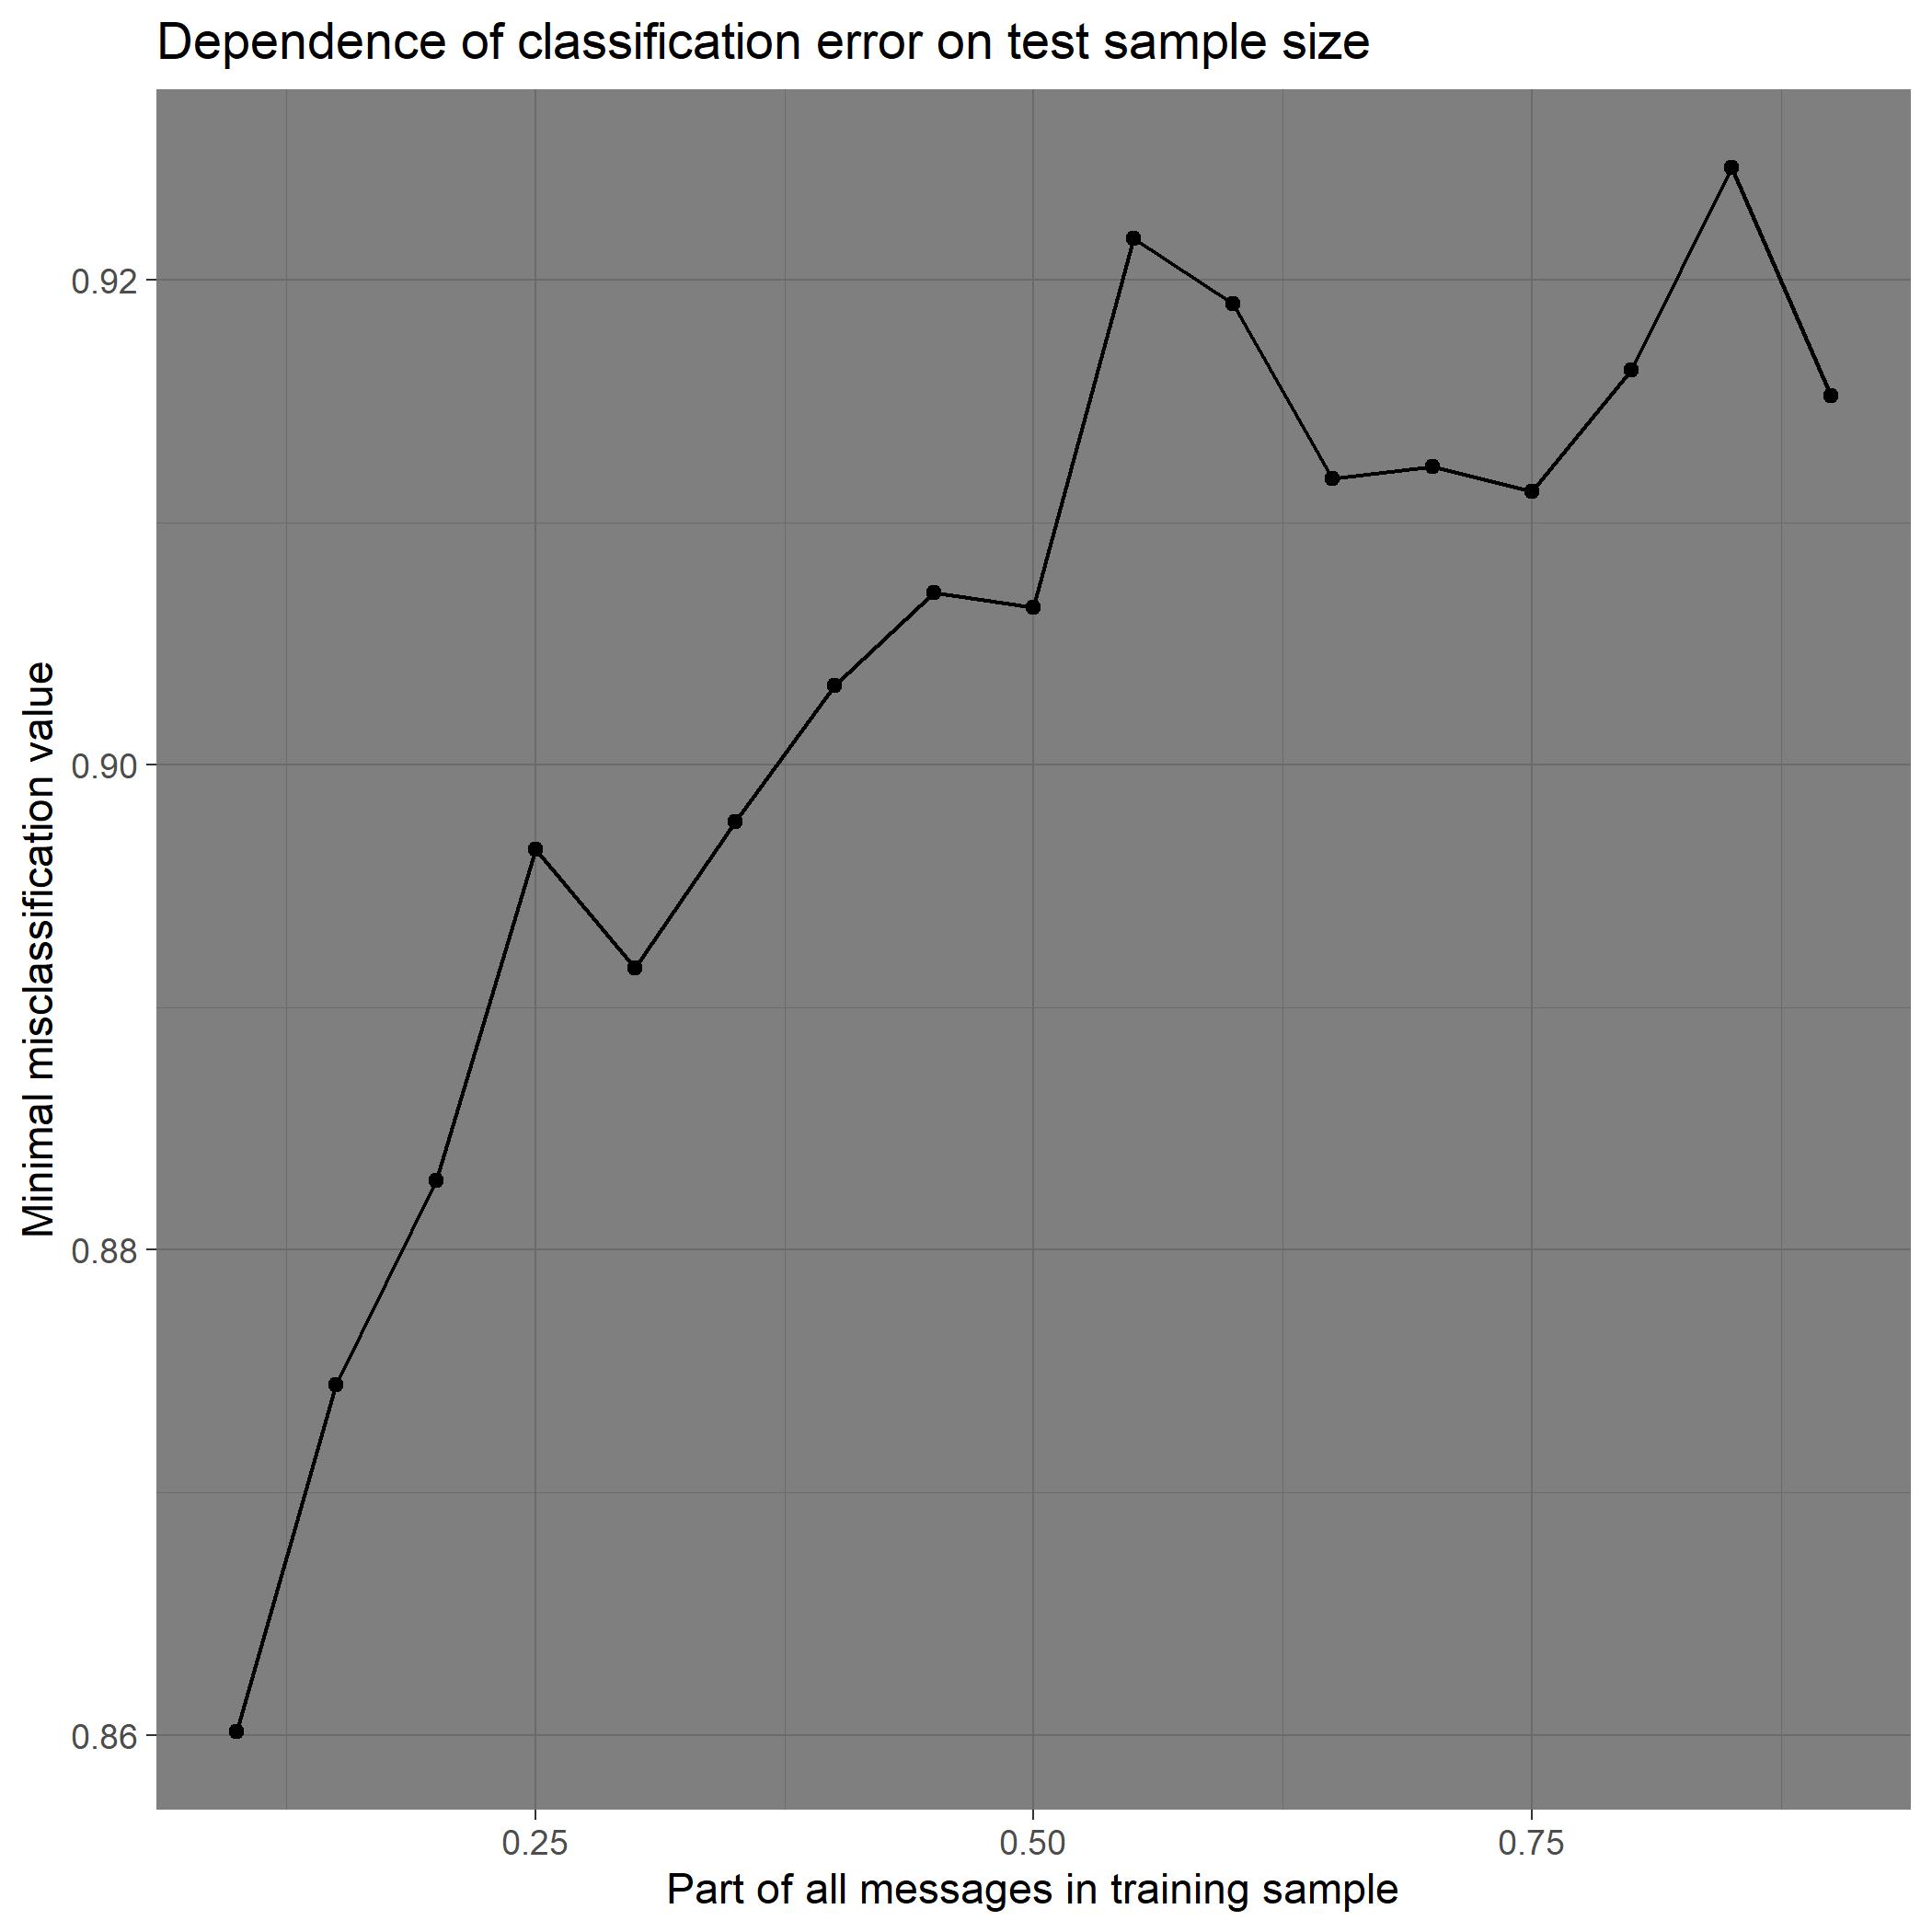 Dependence of classification error on test sample size
Minimal misclassification value
0.92
0.90
0.88
0.86
0.25
0.50
0.75
Part of all messages in training sample